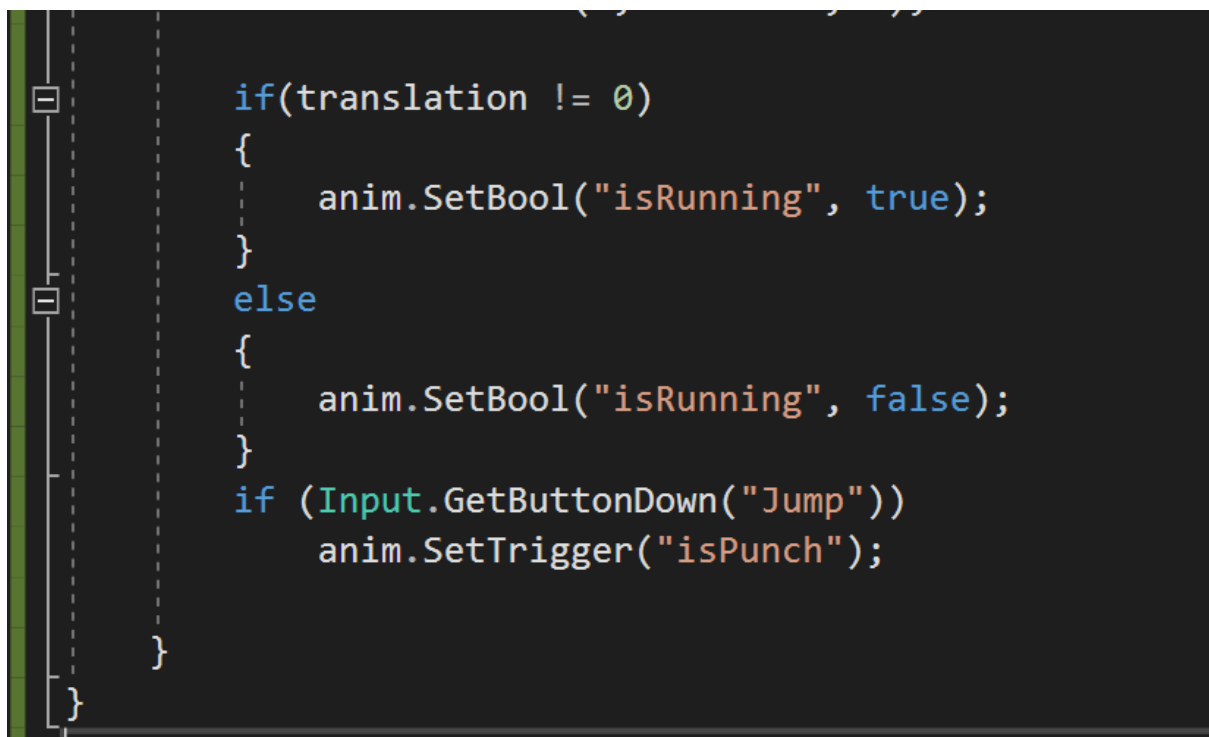 if(translation != 0)
{
anim.SetBool("isRunning", true);
}
else
{
anim.SetBool("isRunning", false);
}
if (Input.GetButtonDown("Jump"))
anim.SetTrigger("isPunch");
}
}